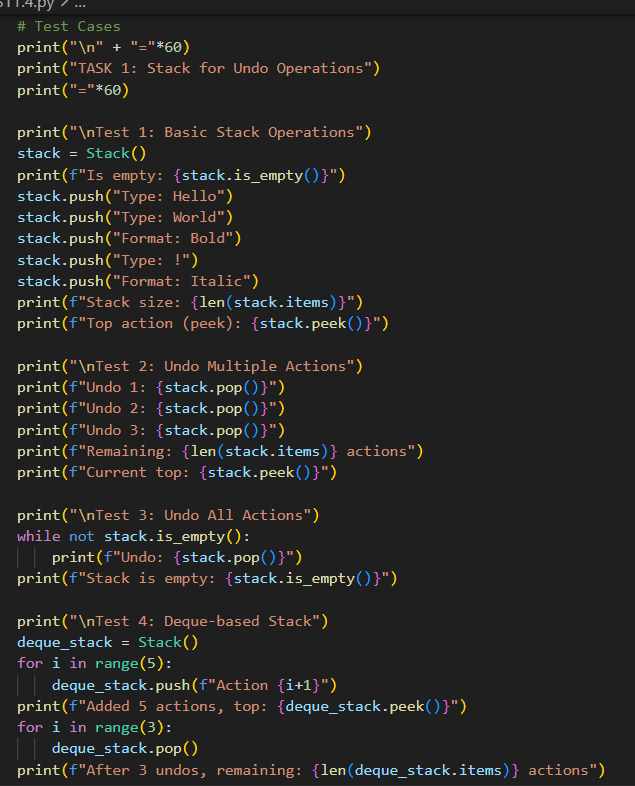 S11.4.py > ...
# Test Cases
print("\n" + "="*60)
print("TASK 1: Stack for Undo Operations")
print("="*60)
print("\nTest 1: Basic Stack Operations")
stack = Stack()
print(f"Is empty: {stack.is_empty()}")
stack.push("Type: Hello")
stack.push("Type: World")
stack.push("Format: Bold")
stack.push("Type: !")
stack.push("Format: Italic")
print(f"Stack size: {len(stack.items)}")
print(f"Top action (peek): {stack.peek()}")
print("\nTest 2: Undo Multiple Actions")
print(f"Undo 1: {stack.pop()}")
print(f"Undo 2: {stack.pop()}")
print(f"Undo 3: {stack.pop()}")
print(f"Remaining: {len(stack.items)} actions")
print(f"Current top: {stack.peek()}")
print("\nTest 3: Undo All Actions")
while not stack.is_empty():
    print(f"Undo: {stack.pop()}")
print(f"Stack is empty: {stack.is_empty()}")
print("\nTest 4: Deque-based Stack")
deque_stack = Stack()
for i in range(5):
    deque_stack.push(f"Action {i+1}")
print(f"Added 5 actions, top: {deque_stack.peek()}")
for i in range(3):
    deque_stack.pop()
print(f"After 3 undos, remaining: {len(deque_stack.items)} actions")